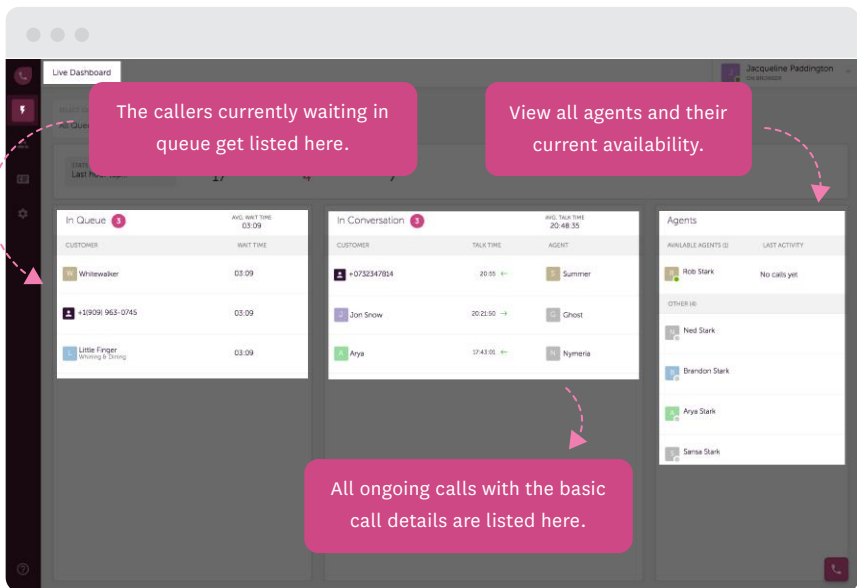 Live Dashboard
Jacqueline Paddington
ON BROWSER
The callers currently waiting in
queue get listed here.
View all agents and their
current availability.
In Queue 3
AVG. WAIT TIME
03:09
CUSTOMER WAIT TIME
W Whitewalker 03:09
+1(909) 963-0745 03:09
L Little Finger 03:09
Whining & Dining
In Conversation 3
AVG. TALK TIME
20:48:35
CUSTOMER TALK TIME AGENT
+0732347814 20:55 ← S Summer
J Jon Snow 20:21:50 → G Ghost
A Arya 17:43:01 ← N Nymeria
Agents
AVAILABLE AGENTS (1) LAST ACTIVITY
R Rob Stark No calls yet
OTHER (4)
N Ned Stark
B Brandon Stark
A Arya Stark
S Sansa Stark
All ongoing calls with the basic
call details are listed here.